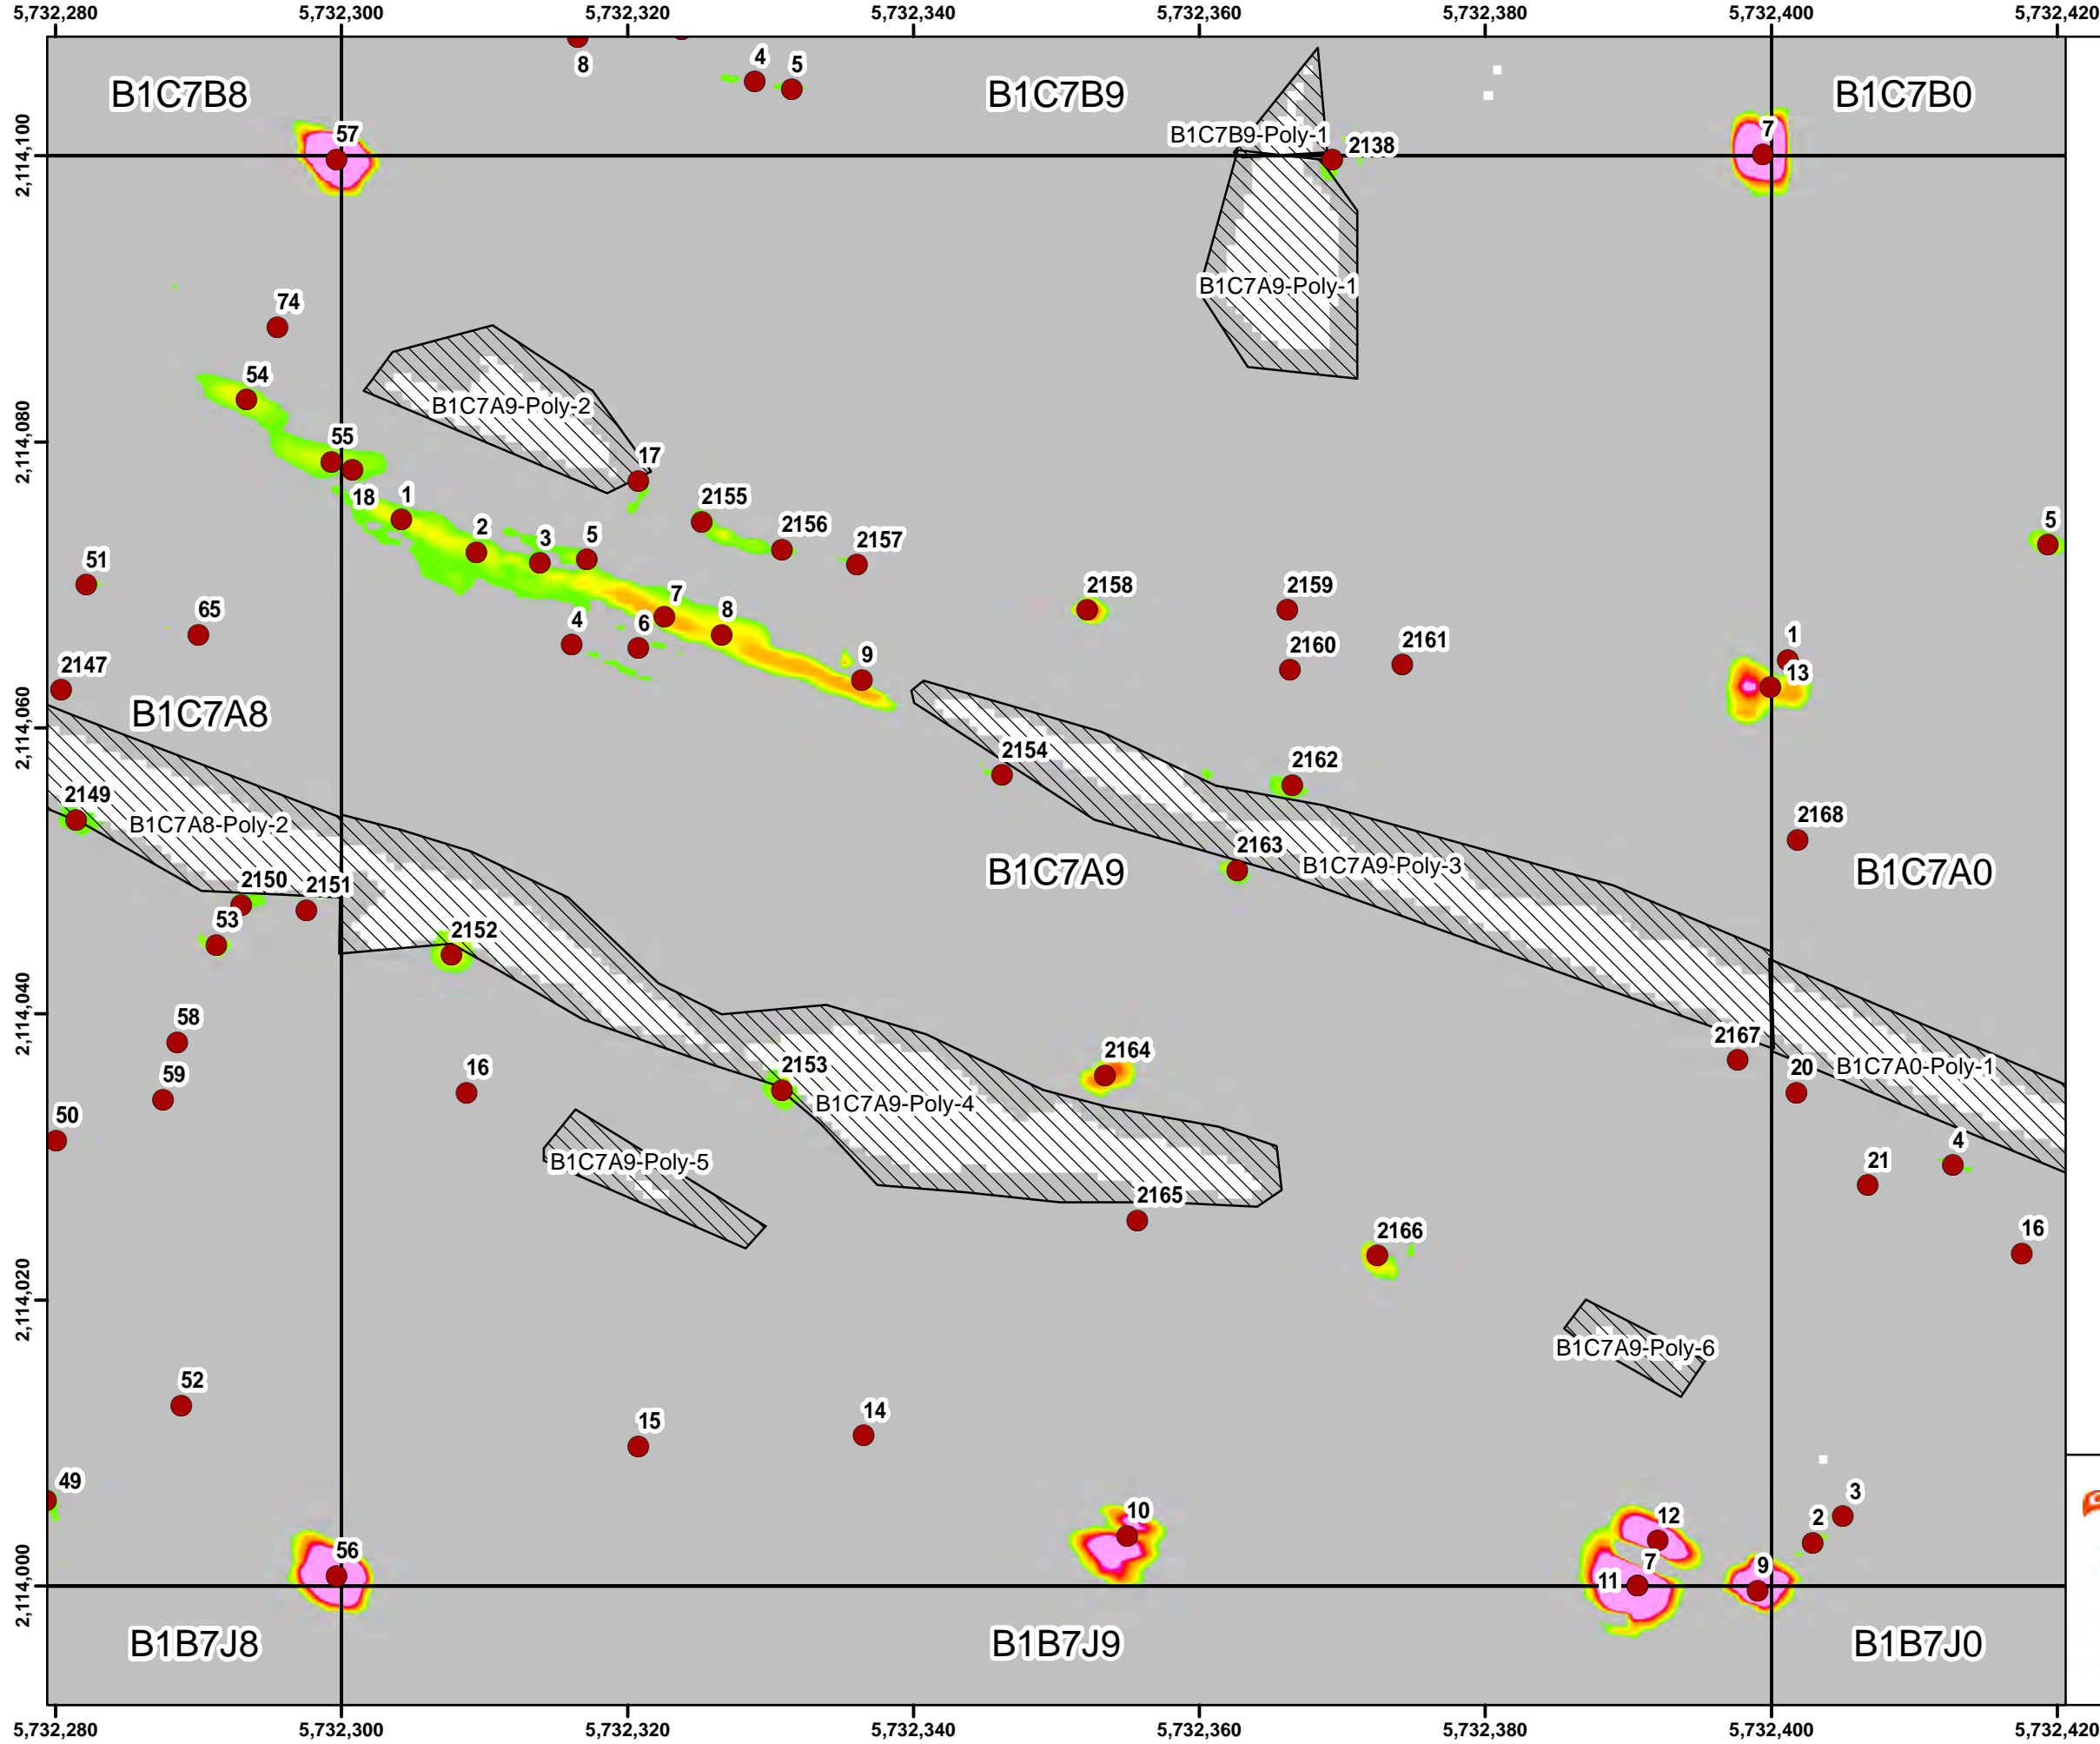 5,732,280 5,732,300 5,732,320 5,732,340 5,732,360 5,732,380 5,732,400 5,732,420
8 4 5
B1C7B8 B1C7B9 B1C7B0
2,114,100
57 B1C7B9-Poly-1 2138 7
B1C7A9-Poly-1
74
54
B1C7A9-Poly-2
2,114,080
55 17
18 1 2155
2 3 5 2156 2157 5
51 2158 2159
7 8
65 4 6 2160 2161 1
2147 9 13
B1C7A8
2,114,060
2154 2162
2149 B1C7A8-Poly-2 2168
2163 B1C7A9-Poly-3
B1C7A9 B1C7A0
2150 2151
53 2152
2,114,040
58 2164 2167
59 16 2153 B1C7A0-Poly-1 20
B1C7A9-Poly-4
50 4
B1C7A9-Poly-5 21
2165
2166 16
2,114,020
B1C7A9-Poly-6
52
15 14
49 3
10 12 2
56 7 9
11
2,114,000
B1B7J8 B1B7J9 B1B7J0
5,732,280 5,732,300 5,732,320 5,732,340 5,732,360 5,732,380 5,732,400 5,732,420